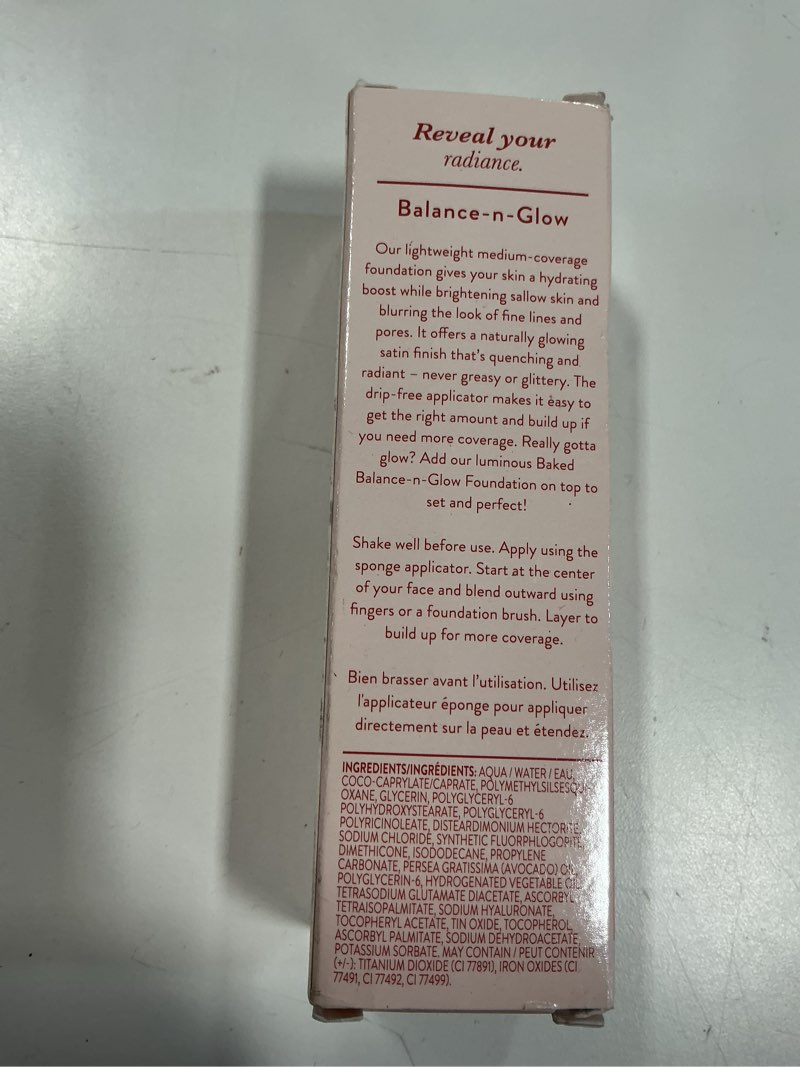 Reveal your
radiance.
Balance-n-Glow
Our lightweight medium-coverage
foundation gives your skin a hydrating
boost while brightening sallow skin and
blurring the look of fine lines and
pores. It offers a naturally glowing
satin finish that's quenching and
radiant – never greasy or glittery. The
drip-free applicator makes it easy to
get the right amount and build up if
you need more coverage. Really gotta
glow? Add our luminous Baked
Balance-n-Glow Foundation on top to
set and perfect!
Shake well before use. Apply using the
sponge applicator. Start at the center
of your face and blend outward using
fingers or a foundation brush. Layer to
build up for more coverage.
Bien brasser avant l'utilisation. Utilisez
l'applicateur éponge pour appliquer
directement sur la peau et étendez.
INGREDIENTS/INGRÉDIENTS: AQUA / WATER / EAU,
COCO-CAPRYLATE/CAPRATE,
OXANE, GLYCERIN, POLYGLYCERYL-6
POLYHYDROXYSTEARATE, POLYGLYCERYL-6
POLYRICINOLEATE, DISTEARDIMONIUM HECTORITE,
SODIUM CHLORIDE, SYNTHETIC FLUORPHLOGOPITE,
DIMETHICONE, ISODODECANE, PROPYLENE
CARBONATE, PERSEA GRATISSIMA (AVOCADO) OIL,
POLYGLYCERIN-6, HYDROGENATED VEGETABLE OIL,
TETRASODIUM GLUTAMATE DIACETATE, ASCORBYL
TETRAISOPALMITATE, SODIUM HYALURONATE,
TOCOPHERYL ACETATE, TIN OXIDE, TOCOPHEROL,
ASCORBYL PALMITATE, SODIUM DEHYDROACETATE,
POTASSIUM SORBATE. MAY CONTAIN / PEUT CONTENIR
(+/-): TITANIUM DIOXIDE (CI 77891), IRON OXIDES (CI
77491, CI 77492, CI 77499).